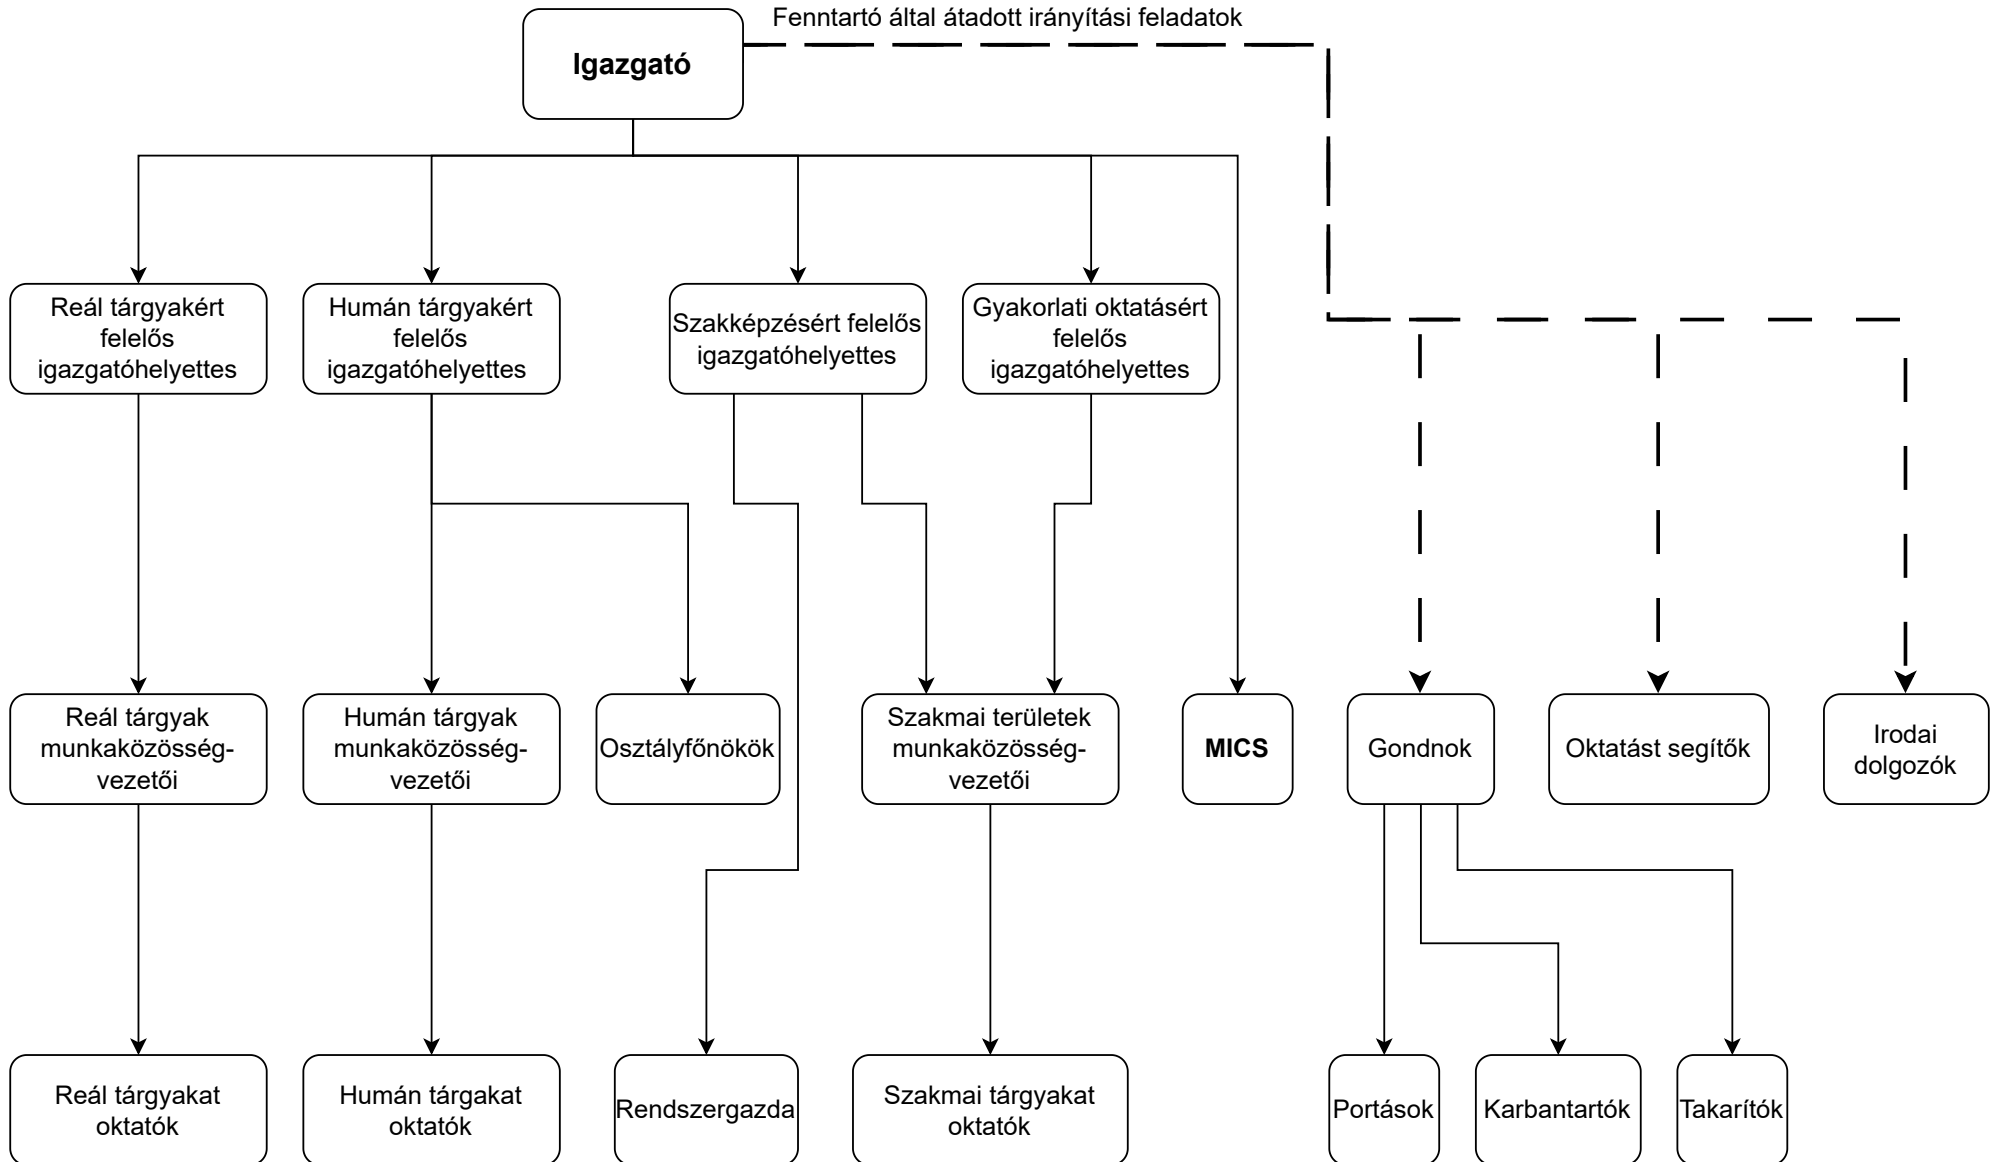 Fenntartó által átadott irányítási feladatok
Igazgató
Reál tárgyakért
felelős
igazgatóhelyettes
Humán tárgyakért
felelős
igazgatóhelyettes
Szakképzésért felelős
igazgatóhelyettes
Gyakorlati oktatásért
felelős
igazgatóhelyettes
Reál tárgyak
munkaközösség-
vezetői
Humán tárgyak
munkaközösség-
vezetői
Osztályfőnökök
Szakmai területek
munkaközösség-
vezetői
MICS
Gondnok
Oktatást segítők
Irodai
dolgozók
Reál tárgyakat
oktatók
Humán tárgakat
oktatók
Rendszergazda
Szakmai tárgyakat
oktatók
Portások
Karbantartók
Takarítók